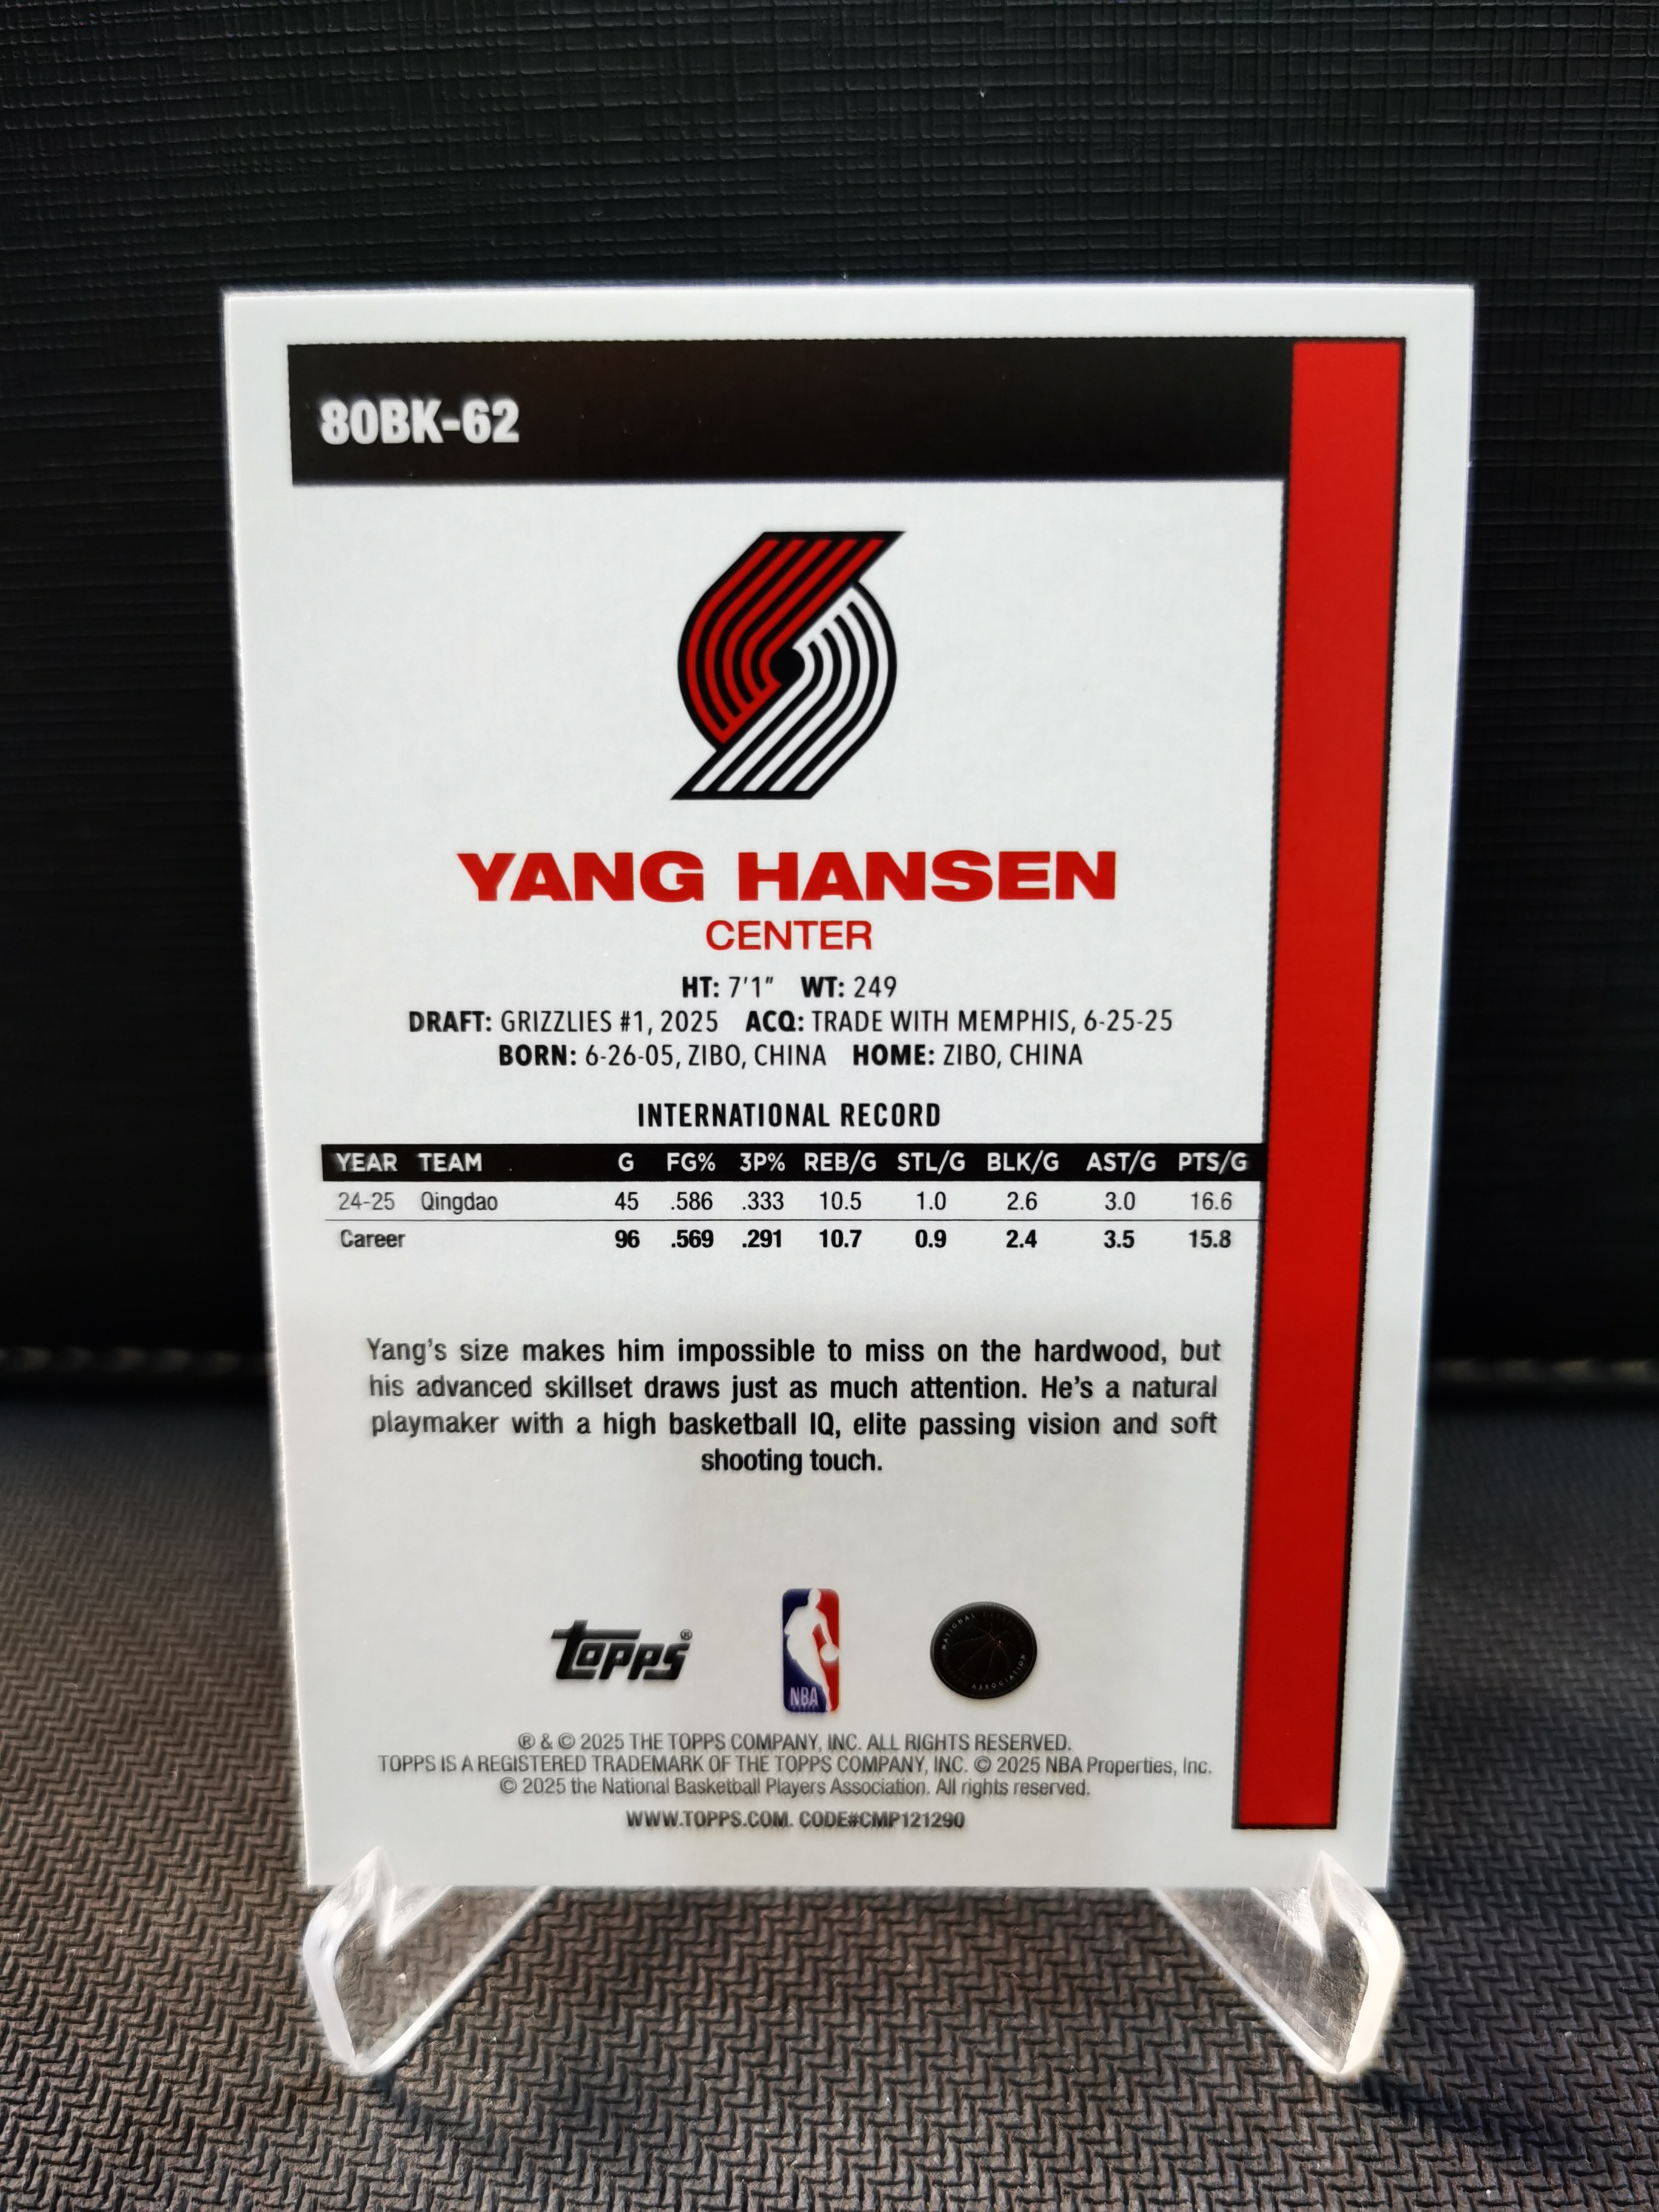 80BK-62
YANG HANSEN
CENTER
HT: 7'1" WT: 249
DRAFT: GRIZZLIES #1, 2025 ACQ: TRADE WITH MEMPHIS, 6-25-25
BORN: 6-26-05, ZIBO, CHINA HOME: ZIBO, CHINA
INTERNATIONAL RECORD
YEAR TEAM G FG% 3P% REB/G STL/G BLK/G AST/G PTS/G
24-25 Qingdao 45 .586 .333 10.5 1.0 2.6 3.0 16.6
Career 96 .569 .291 10.7 0.9 2.4 3.5 15.8
Yang's size makes him impossible to miss on the hardwood, but
his advanced skillset draws just as much attention. He's a natural
playmaker with a high basketball IQ, elite passing vision and soft
shooting touch.
topps®
NBA
NATIONAL
ASSOCIATION
® & © 2025 THE TOPPS COMPANY, INC. ALL RIGHTS RESERVED.
TOPPS IS A REGISTERED TRADEMARK OF THE TOPPS COMPANY, INC. © 2025 NBA Properties, Inc.
© 2025 the National Basketball Players Association. All rights reserved.
WWW.TOPPS.COM. CODE#CMP121290